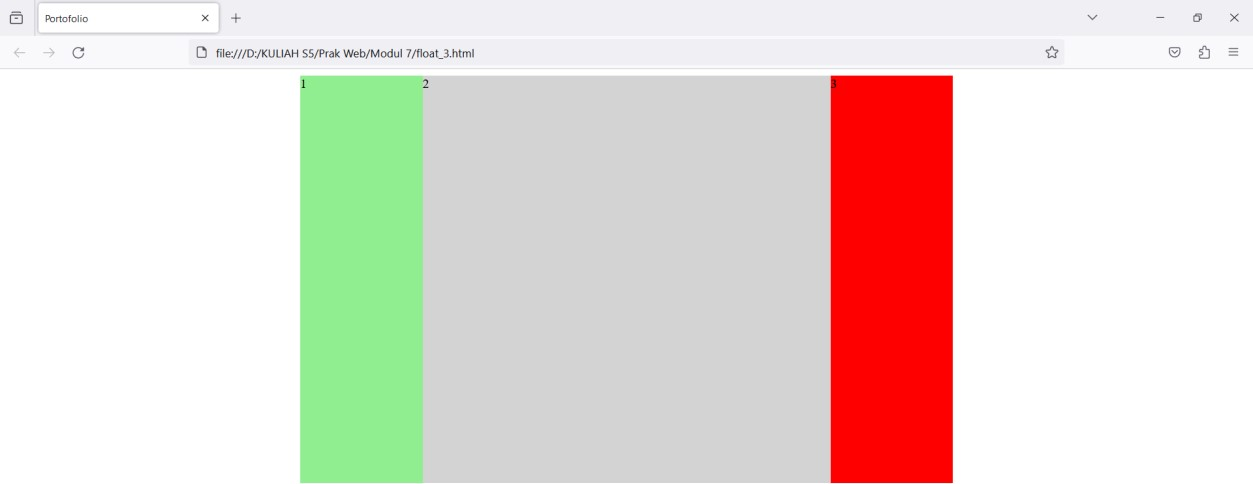 Portofolio
file:///D:/KULIAH S5/Prak Web/Modul 7/float_3.html
1 2 3